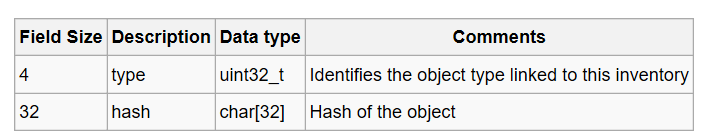 Field Size Description Data type Comments
4 type uint32_t Identifies the object type linked to this inventory
32 hash char[32] Hash of the object